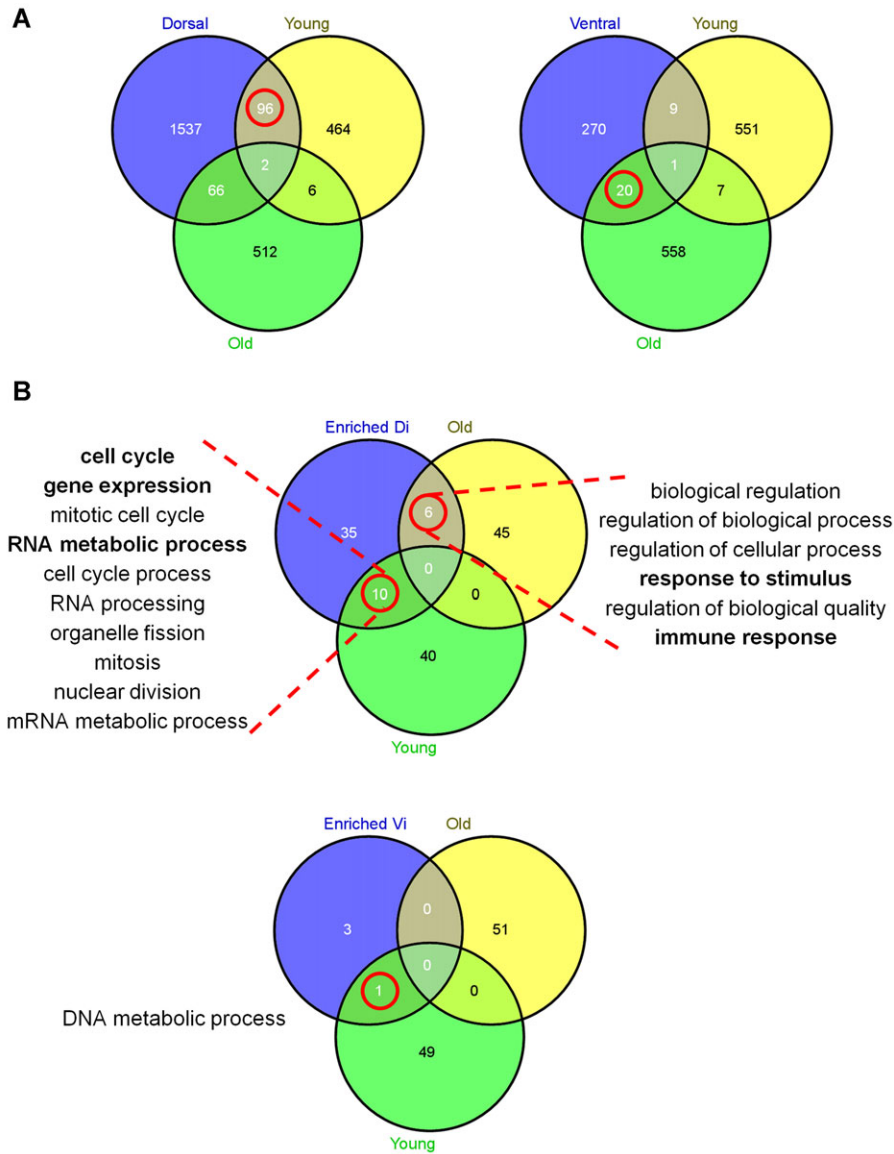 A
Dorsal
Young
1537
96
464
2
66
6
512
Old
Ventral
Young
270
9
551
1
20
7
558
Old
B
Enriched Di
Old
35
6
45
0
10
0
40
Young
cell cycle
gene expression
mitotic cell cycle
RNA metabolic process
cell cycle process
RNA processing
organelle fission
mitosis
nuclear division
mRNA metabolic process
biological regulation
regulation of biological process
regulation of cellular process
response to stimulus
regulation of biological quality
immune response
Enriched Vi
Old
3
0
51
0
1
0
49
Young
DNA metabolic process